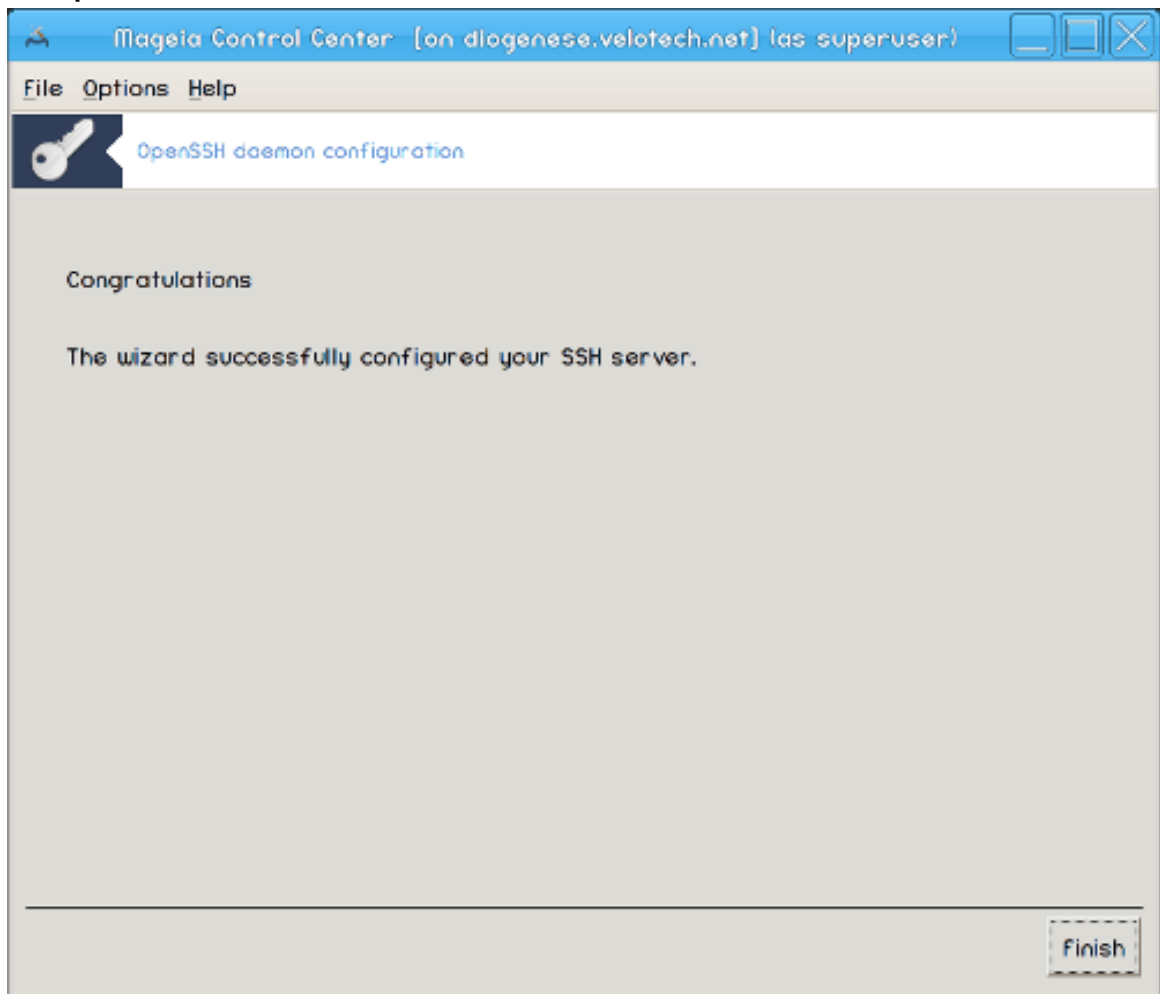 Mageia Control Center [on diogenese.velotech.net] (as superuser)
File Options Help
OpenSSH daemon configuration
Congratulations
The wizard successfully configured your SSH server.
Finish